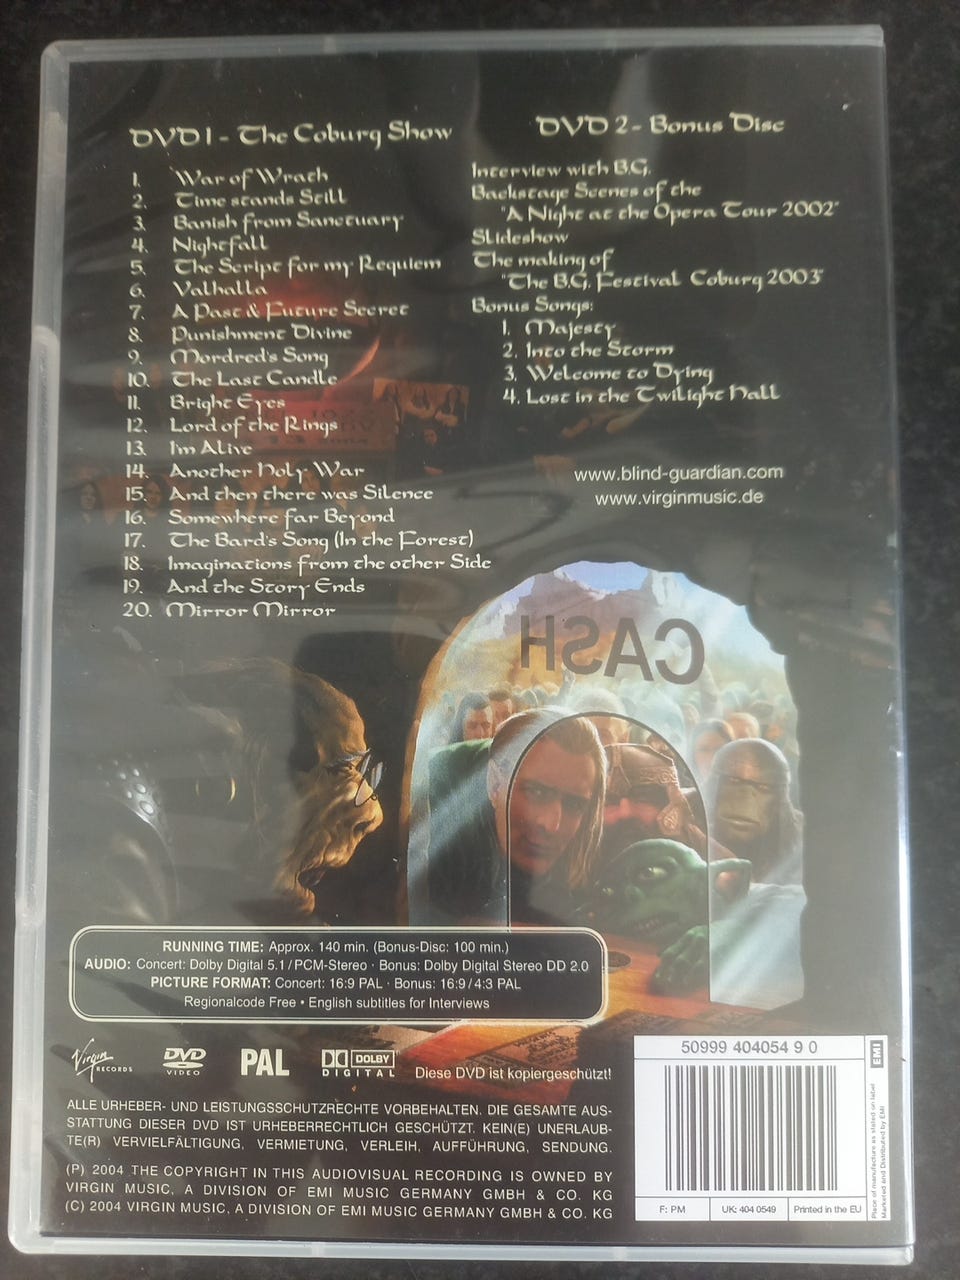 DVD 1 - The Coburg Show
1. War of Wrath
2. Time stands Still
3. Banish from Sanctuary
4. Nightfall
5. The Script for my Requiem
6. Valhalla
7. A Past & Future Secret
8. Punishment Divine
9. Mordred's Song
10. The Last Candle
11. Bright Eyes
12. Lord of the Rings
13. I'm Alive
14. Another Holy War
15. And then there was Silence
16. Somewhere far Beyond
17. The Bard's Song (In the Forest)
18. Imaginations from the other Side
19. And the Story Ends
20. Mirror Mirror
DVD 2 - Bonus Disc
Interview with B.G.
Backstage Scenes of the
"A Night at the Opera Tour 2002"
Slideshow
The making of
"The B.G. Festival Coburg 2003"
Bonus Songs:
1. Majesty
2. Into the Storm
3. Welcome to Dying
4. Lost in the Twilight Hall
www.blind-guardian.com
www.virginmusic.de
CASH
RUNNING TIME: Approx. 140 min. (Bonus-Disc: 100 min.)
AUDIO: Concert: Dolby Digital 5.1/PCM-Stereo · Bonus: Dolby Digital Stereo DD 2.0
PICTURE FORMAT: Concert: 16:9 PAL · Bonus: 16:9/4:3 PAL
Regionalcode Free • English subtitles for Interviews
Virgin RECORDS
DVD VIDEO
PAL
DOLBY DIGITAL
Diese DVD ist kopiergeschützt!
ALLE URHEBER- UND LEISTUNGSSCHUTZRECHTE VORBEHALTEN. DIE GESAMTE AUS-
STATTUNG DIESER DVD IST URHEBERRECHTLICH GESCHÜTZT. KEIN(E) UNERLAUB-
TE(R) VERVIELFÄLTIGUNG, VERMIETUNG, VERLEIH, AUFFÜHRUNG, SENDUNG.
(P) 2004 THE COPYRIGHT IN THIS AUDIOVISUAL RECORDING IS OWNED BY
VIRGIN MUSIC, A DIVISION OF EMI MUSIC GERMANY GMBH & CO. KG
(C) 2004 VIRGIN MUSIC, A DIVISION OF EMI MUSIC GERMANY GMBH & CO. KG
50999 404054 9 0
F: PM
UK: 404 0549
Printed in the EU
EMI
Place of manufacture as stated on label
Marketed and Distributed by EMI